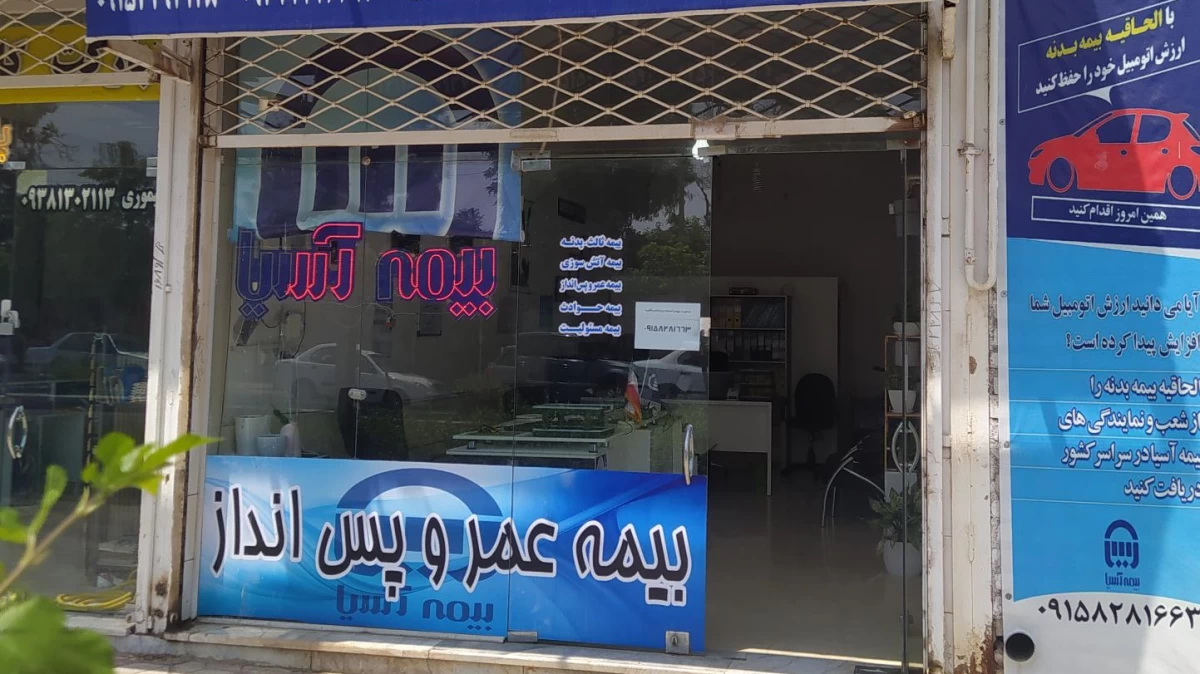 با الحاقیه بیمه بدنه
ارزش اتومبیل خود را حفظ کنید
همین امروز اقدام کنید
آیا می دانید ارزش اتومبیل شما
افزایش پیدا کرده است!
الحاقیه بیمه بدنه را
از شعب و نمایندگی های
بیمه آسیا در سراسر کشور
دریافت کنید
بیمه آسیا
۰۹۱۵۸۲۸۱۶۶۳
بیمه آسیا
بیمه ثالث، بدنه
بیمه آتش سوزی
بیمه عمر و پس انداز
بیمه حوادث
بیمه مسئولیت
۰۹۱۵۸۲۸۱۶۶۳
بیمه عمر و پس انداز
بیمه آسیا
۰۹۳۸۱۳۰۲۱۱۳